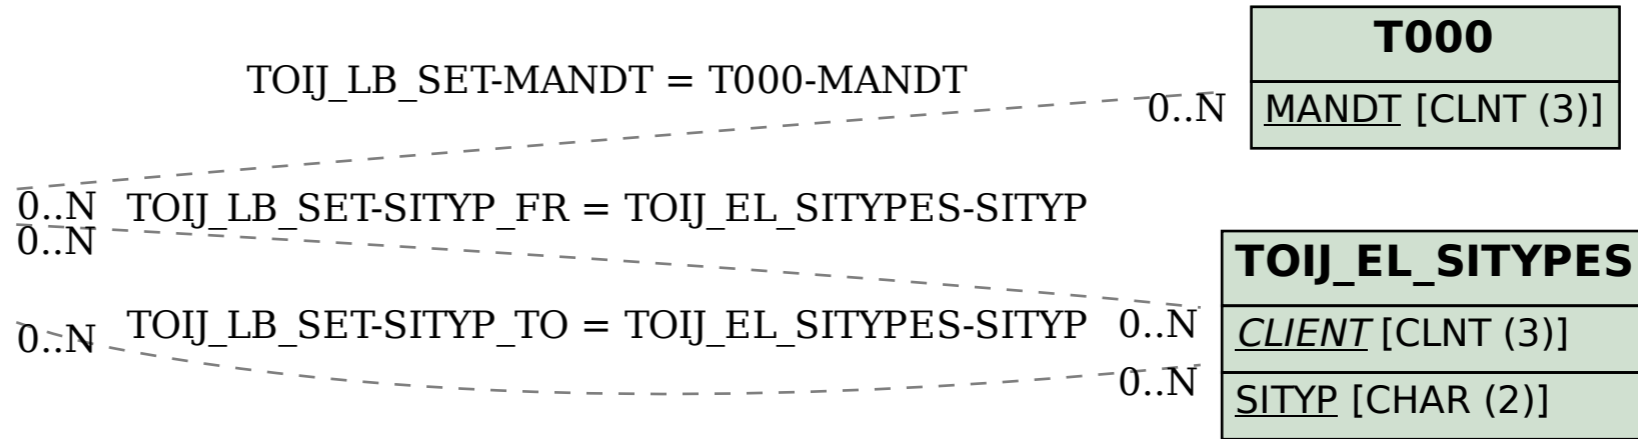 T000
TOIJ_LB_SET-MANDT = T000-MANDT
0..N
MANDT [CLNT (3)]
0..N
TOIJ_LB_SET-SITYP_FR = TOIJ_EL_SITYPES-SITYP
0..N
TOIJ_EL_SITYPES
0..N
TOIJ_LB_SET-SITYP_TO = TOIJ_EL_SITYPES-SITYP
0..N
CLIENT [CLNT (3)]
0..N
SITYP [CHAR (2)]